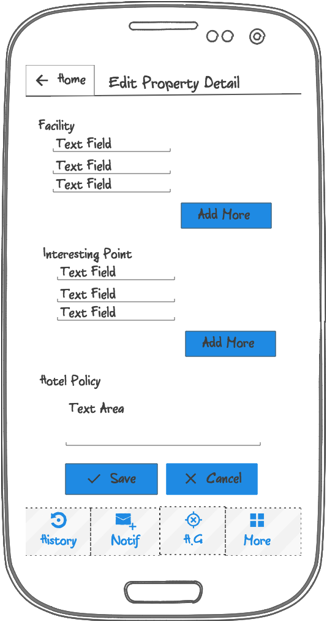 Home
Edit Property Detail
Facility
Text Field
Text Field
Text Field
Add More
Interesting Point
Text Field
Text Field
Text Field
Add More
Hotel Policy
Text Area
Save Cancel
History Notif H.G More